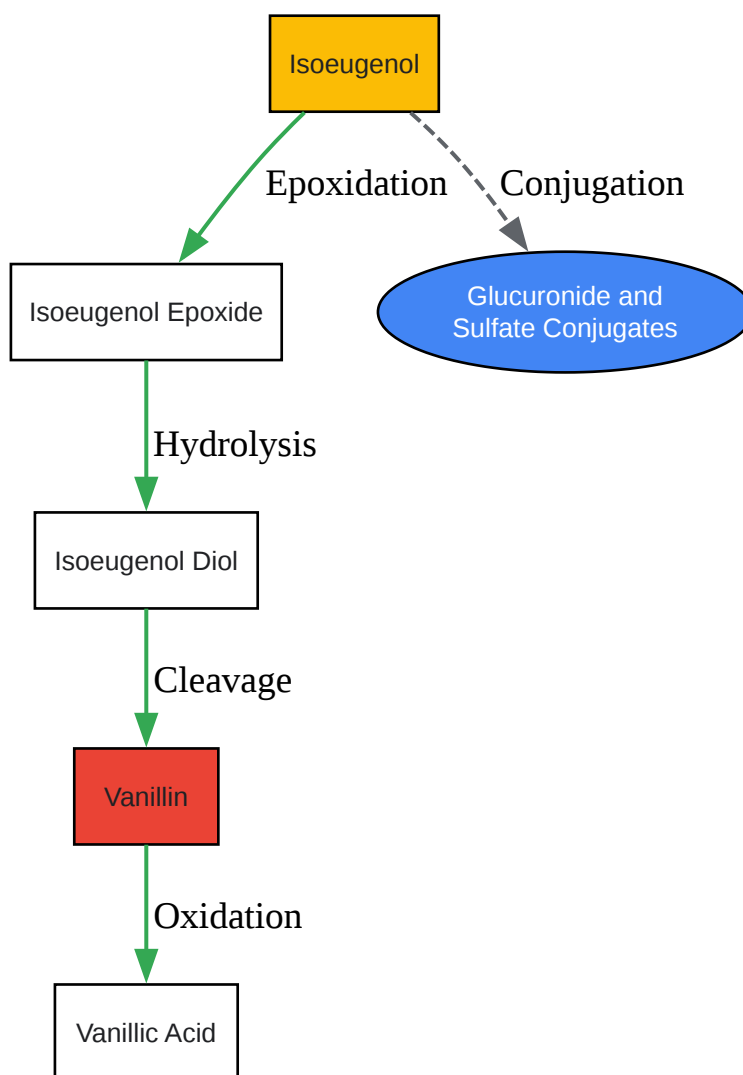 Isoeugenol
Epoxidation
Conjugation
Isoeugenol Epoxide
Glucuronide and
Sulfate Conjugates
Hydrolysis
Isoeugenol Diol
Cleavage
Vanillin
Oxidation
Vanillic Acid